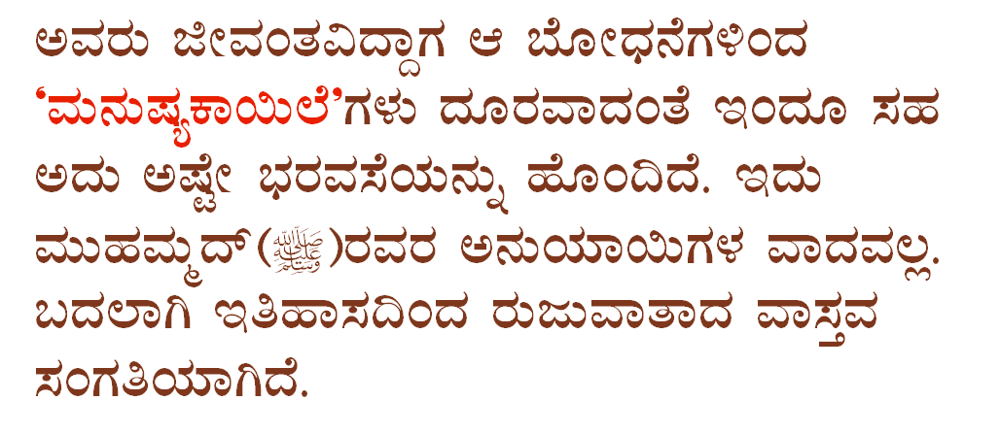 ಅವರು ಜೀವಂತವಿದ್ದಾಗ ಆ ಬೋಧನೆಗಳಿಂದ
‘ಮನುಷ್ಯಕಾಯಿಲೆ’ಗಳು ದೂರವಾದಂತೆ ಇಂದೂ ಸಹ
ಅದು ಅಷ್ಟೇ ಭರವಸೆಯನ್ನು ಹೊಂದಿದೆ. ಇದು
ಮುಹಮ್ಮದ್(ﷺ)ರವರ ಅನುಯಾಯಿಗಳ ವಾದವಲ್ಲ.
ಬದಲಾಗಿ ಇತಿಹಾಸದಿಂದ ರುಜುವಾತಾದ ವಾಸ್ತವ
ಸಂಗತಿಯಾಗಿದೆ.